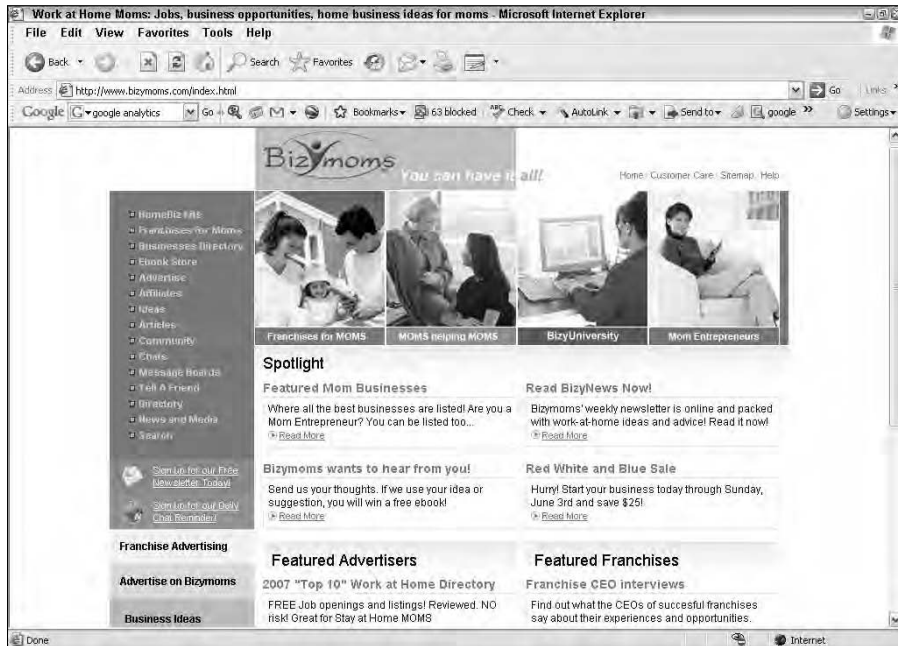 Work at Home Moms: Jobs, business opportunities, home business ideas for moms - Microsoft Internet Explorer
File Edit View Favorites Tools Help
Back Search Favorites
Address http://www.bizymoms.com/index.html Go Links »
Google G google analytics Go Bookmarks 63 blocked Check AutoLink Send to google » Settings
Bizymoms
You can have it all!
Home Customer Care Sitemap Help
HomeBiz
Franchises for Moms
Businesses Directory
Ebook Store
Advertise
Affiliates
Ideas
Articles
Community
Chats
Message Boards
Tell A Friend
Directory
News and Media
Search
Sign up for our Free
Newsletter Today!
Sign up for our Daily
Chat Reminder!
Franchise Advertising
Advertise on Bizymoms
Business Ideas
Franchises for MOMS
MOMS helping MOMS
BizyUniversity
Mom Entrepreneurs
Spotlight
Featured Mom Businesses
Where all the best businesses are listed! Are you a
Mom Entrepreneur? You can be listed too...
Read More
Read BizyNews Now!
Bizymoms' weekly newsletter is online and packed
with work-at-home ideas and advice! Read it now!
Read More
Bizymoms wants to hear from you!
Send us your thoughts. If we use your idea or
suggestion, you will win a free ebook!
Read More
Red White and Blue Sale
Hurry! Start your business today through Sunday,
June 3rd and save $25!
Read More
Featured Advertisers
2007 "Top 10" Work at Home Directory
FREE Job openings and listings! Reviewed. NO
risk! Great for Stay at Home MOMS
Featured Franchises
Franchise CEO interviews
Find out what the CEOs of succesful franchises
say about their experiences and opportunities.
Done Internet